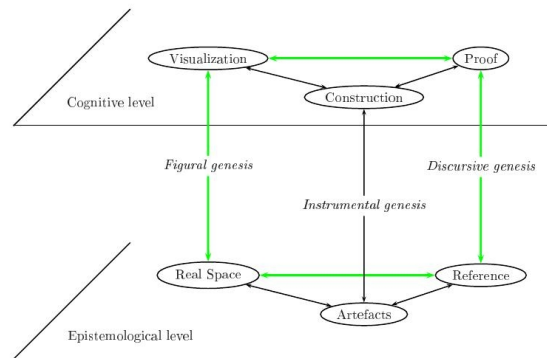 Visualization
Proof
Construction
Cognitive level
Figural genesis
Discursive genesis
Instrumental genesis
Real Space
Reference
Artefacts
Epistemological level